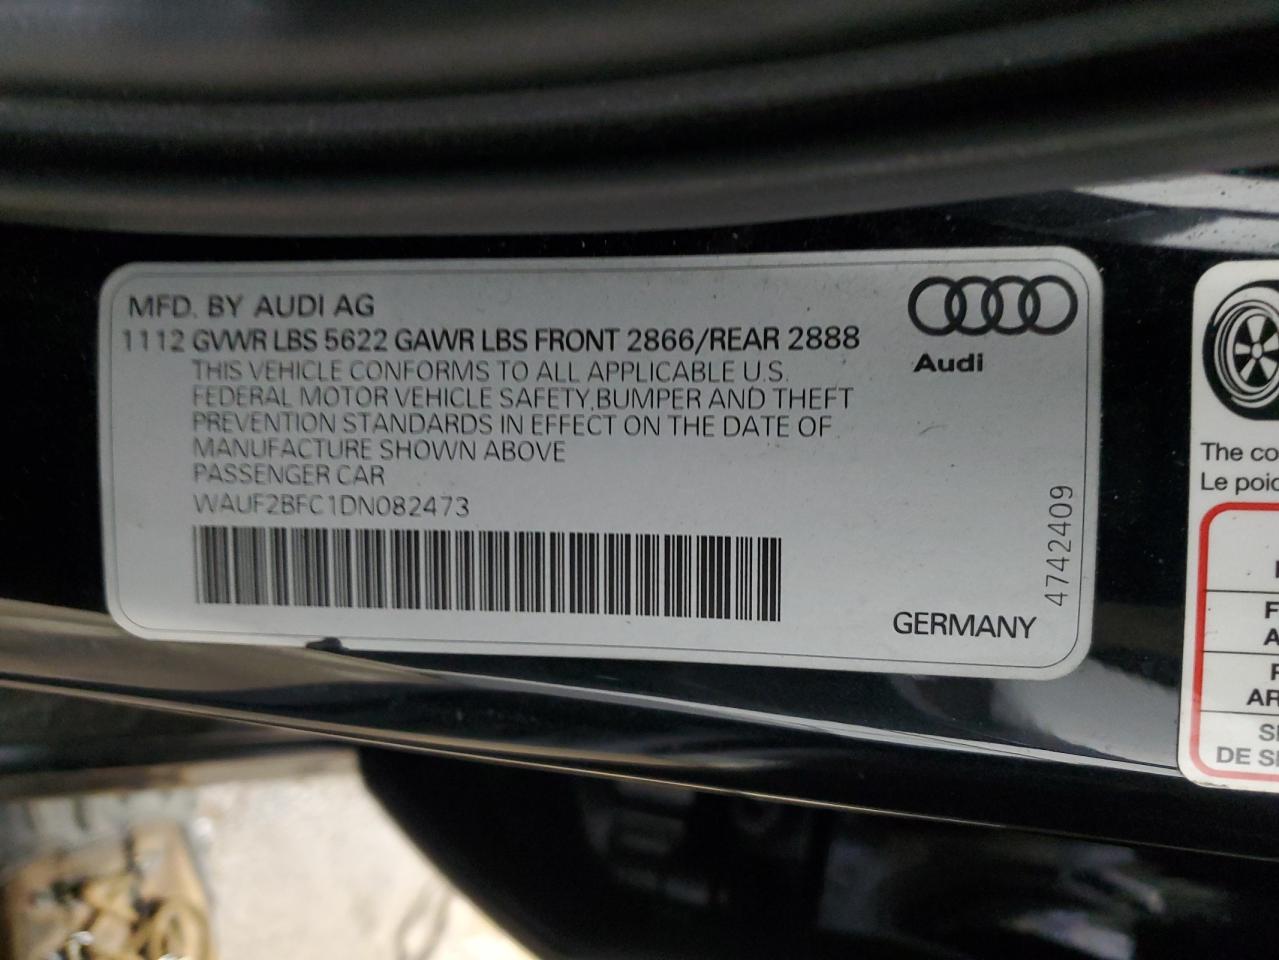 MFD. BY AUDI AG
1112 GVWR LBS 5622 GAWR LBS FRONT 2866/REAR 2888
THIS VEHICLE CONFORMS TO ALL APPLICABLE U.S.
FEDERAL MOTOR VEHICLE SAFETY,BUMPER AND THEFT
PREVENTION STANDARDS IN EFFECT ON THE DATE OF
MANUFACTURE SHOWN ABOVE
PASSENGER CAR
WAUF2BFC1DN082473
Audi
GERMANY
4742409
The co
Le poid
F
A
AR
DE S